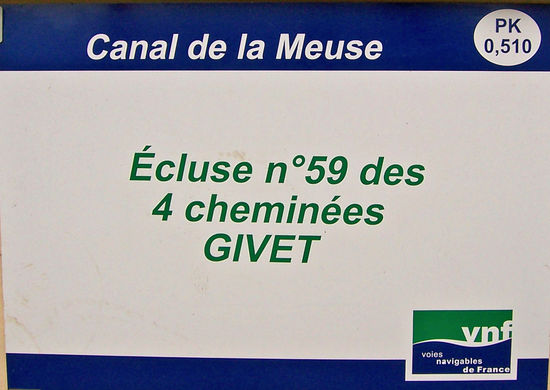 Canal de la Meuse
PK
0,510
Écluse n°59 des
4 cheminées
GIVET
vnf
voies
navigables
de France